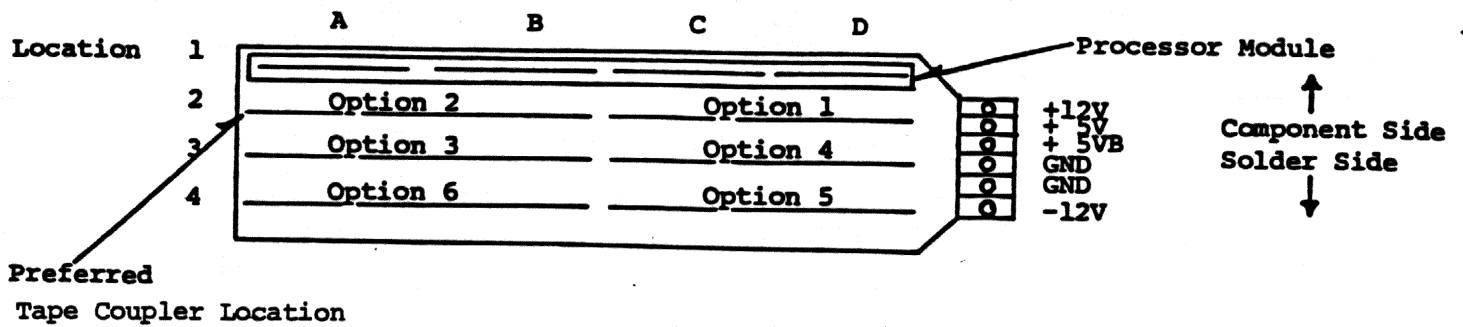 A B C D
Location 1 Processor Module
2 Option 2 Option 1 +12V
+ 5V Component Side
3 Option 3 Option 4 + 5VB
GND Solder Side
4 Option 6 Option 5 GND
-12V
Preferred
Tape Coupler Location